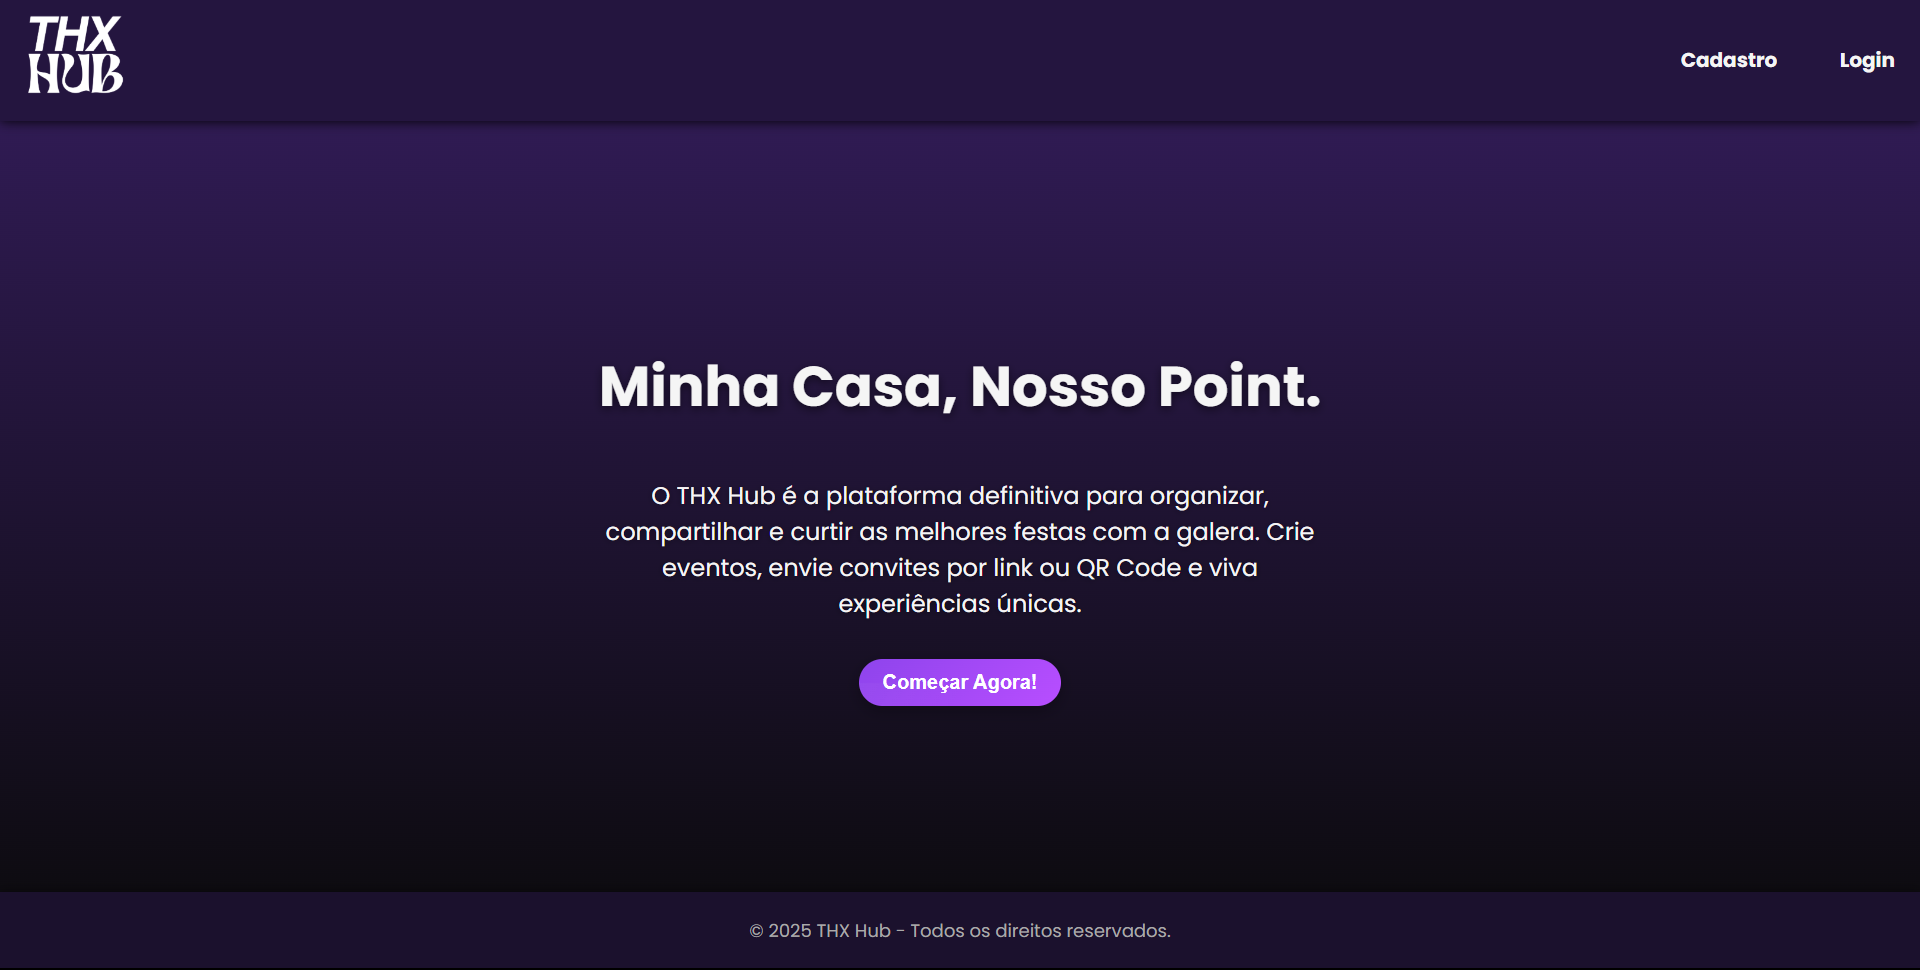 THX
HUB
Cadastro
Login
Minha Casa, Nosso Point.
O THX Hub é a plataforma definitiva para organizar,
compartilhar e curtir as melhores festas com a galera. Crie
eventos, envie convites por link ou QR Code e viva
experiências únicas.
Começar Agora!
© 2025 THX Hub - Todos os direitos reservados.